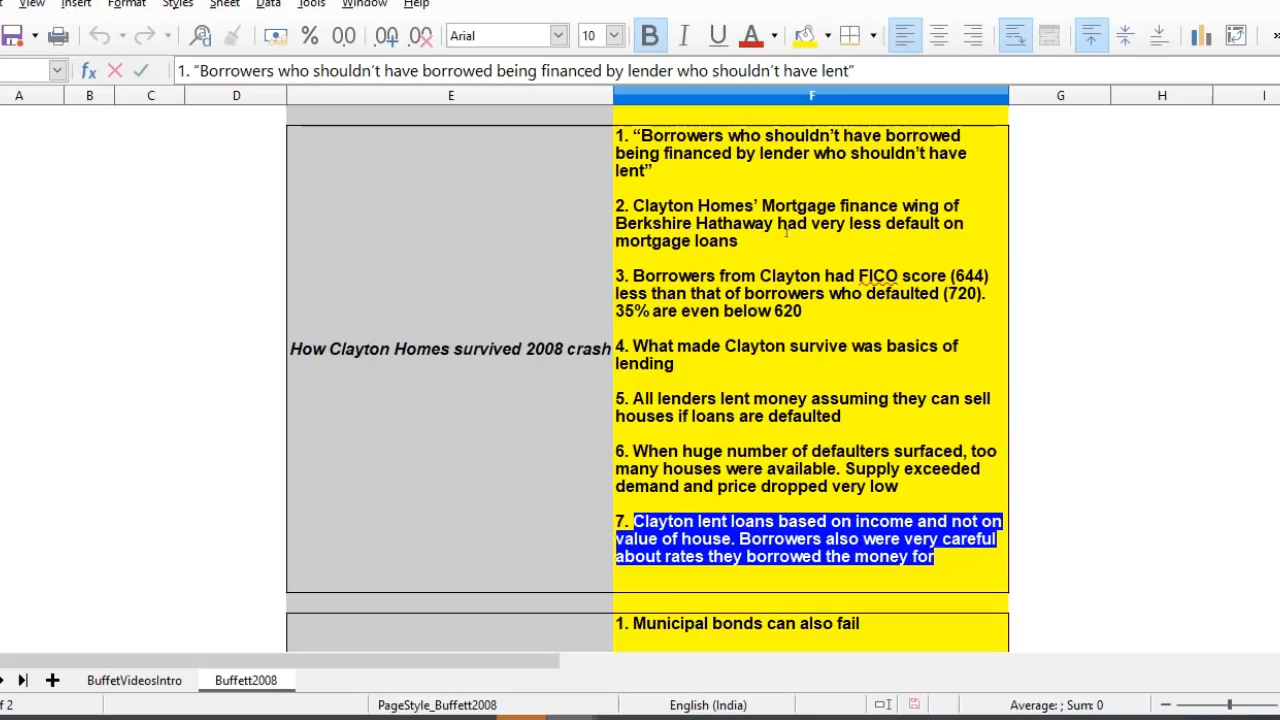 View Insert Format Styles Sheet Data Tools Window Help
Arial 10
1. “Borrowers who shouldn’t have borrowed being financed by lender who shouldn’t have lent”
A B C D E F G H I
1. “Borrowers who shouldn’t have borrowed
being financed by lender who shouldn’t have
lent”
2. Clayton Homes’ Mortgage finance wing of
Berkshire Hathaway had very less default on
mortgage loans
3. Borrowers from Clayton had FICO score (644)
less than that of borrowers who defaulted (720).
35% are even below 620
How Clayton Homes survived 2008 crash
4. What made Clayton survive was basics of
lending
5. All lenders lent money assuming they can sell
houses if loans are defaulted
6. When huge number of defaulters surfaced, too
many houses were available. Supply exceeded
demand and price dropped very low
7. Clayton lent loans based on income and not on
value of house. Borrowers also were very careful
about rates they borrowed the money for
1. Municipal bonds can also fail
BuffetVideosIntro Buffett2008
of 2 PageStyle_Buffett2008 English (India) Average: ; Sum: 0